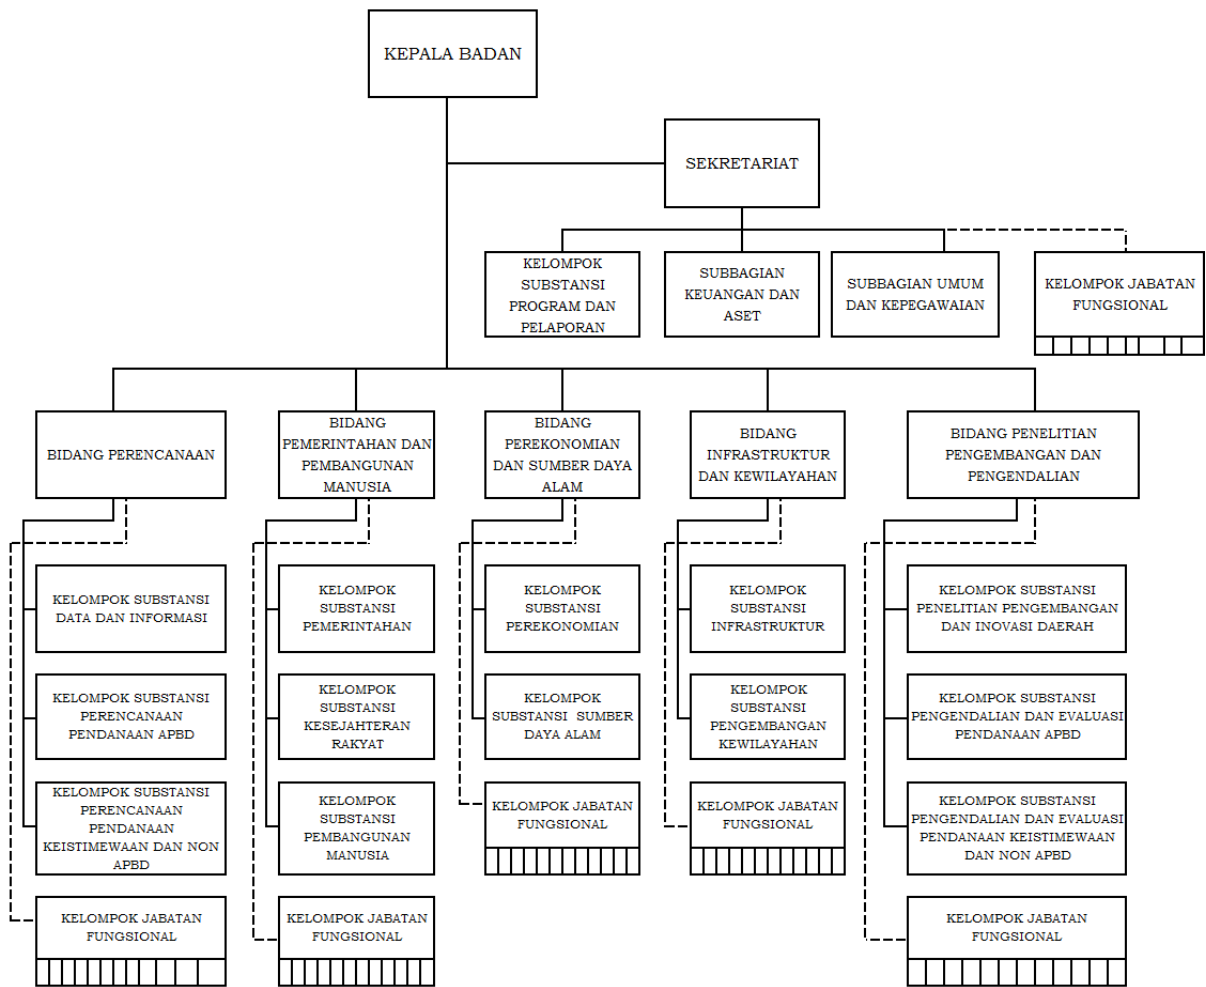 KEPALA BADAN
SEKRETARIAT
KELOMPOK
SUBSTANSI
PROGRAM DAN
PELAPORAN
SUBBAGIAN
KEUANGAN DAN
ASET
SUBBAGIAN UMUM
DAN KEPEGAWAIAN
KELOMPOK JABATAN
FUNGSIONAL
BIDANG PERENCANAAN
BIDANG
PEMERINTAHAN DAN
PEMBANGUNAN
MANUSIA
BIDANG
PEREKONOMIAN
DAN SUMBER DAYA
ALAM
BIDANG
INFRASTRUKTUR
DAN KEWILAYAHAN
BIDANG PENELITIAN
PENGEMBANGAN DAN
PENGENDALIAN
KELOMPOK SUBSTANSI
DATA DAN INFORMASI
KELOMPOK
SUBSTANSI
PEMERINTAHAN
KELOMPOK
SUBSTANSI
PEREKONOMIAN
KELOMPOK
SUBSTANSI
INFRASTRUKTUR
KELOMPOK SUBSTANSI
PENELITIAN PENGEMBANGAN
DAN INOVASI DAERAH
KELOMPOK SUBSTANSI
PERENCANAAN
PENDANAAN APBD
KELOMPOK
SUBSTANSI
KESEJAHTERAN
RAKYAT
KELOMPOK
SUBSTANSI SUMBER
DAYA ALAM
KELOMPOK
SUBSTANSI
PENGEMBANGAN
KEWILAYAHAN
KELOMPOK SUBSTANSI
PENGENDALIAN DAN EVALUASI
PENDANAAN APBD
KELOMPOK SUBSTANSI
PERENCANAAN
PENDANAAN
KEISTIMEWAAN DAN NON
APBD
KELOMPOK
SUBSTANSI
PEMBANGUNAN
MANUSIA
KELOMPOK JABATAN
FUNGSIONAL
KELOMPOK JABATAN
FUNGSIONAL
KELOMPOK SUBSTANSI
PENGENDALIAN DAN EVALUASI
PENDANAAN KEISTIMEWAAN
DAN NON APBD
KELOMPOK JABATAN
FUNGSIONAL
KELOMPOK JABATAN
FUNGSIONAL
KELOMPOK JABATAN
FUNGSIONAL